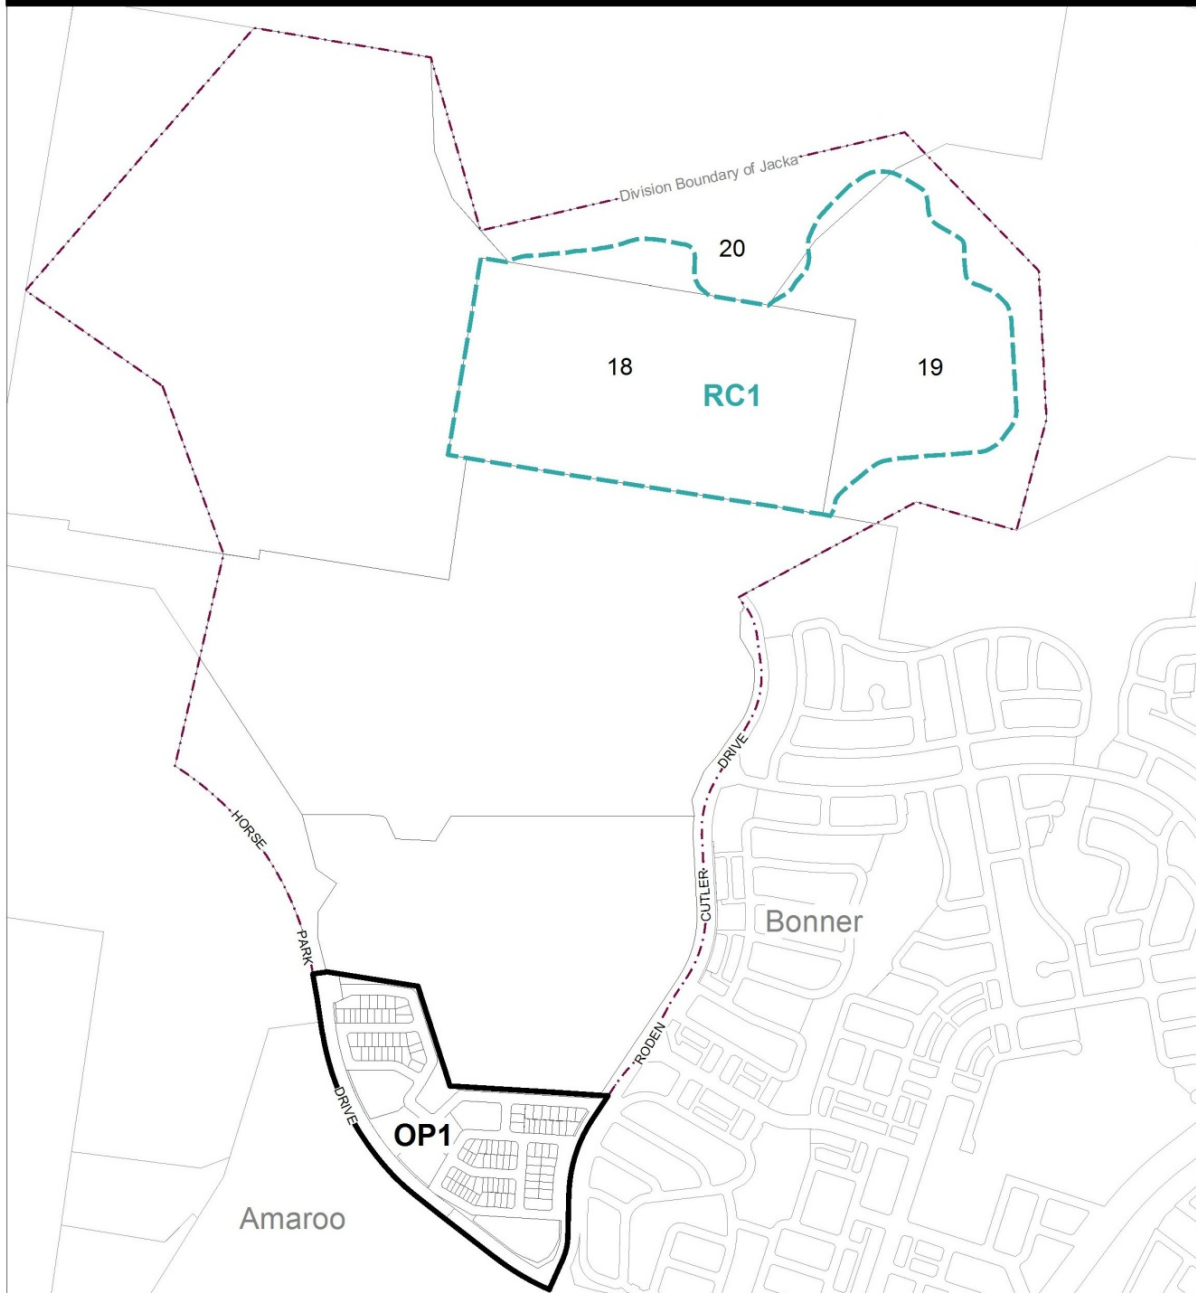 Division Boundary of Jacka
20
18
19
RC1
DRIVE
HORSE
CUTLER
Bonner
PARK
'RODEN
DRIVE
OP1
Amaroo